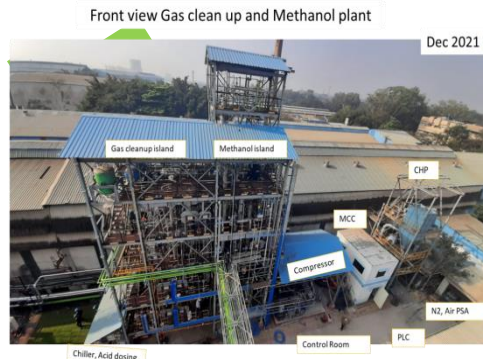 Front view Gas clean up and Methanol plant
Dec 2021
Gas cleanup island
Methanol island
CHP
MCC
Compressor
N2, Air PSA
PLC
Control Room
Chiller, Acid dosing